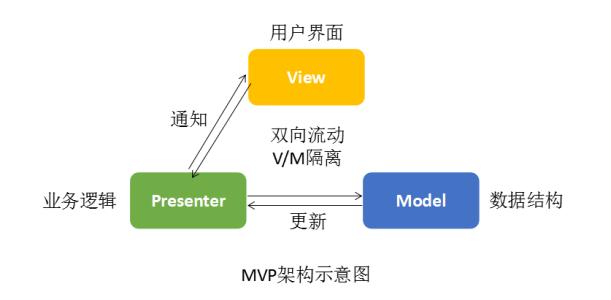 用户界面
View
通知
双向流动
V/M隔离
业务逻辑
Presenter
Model
数据结构
更新
MVP架构示意图